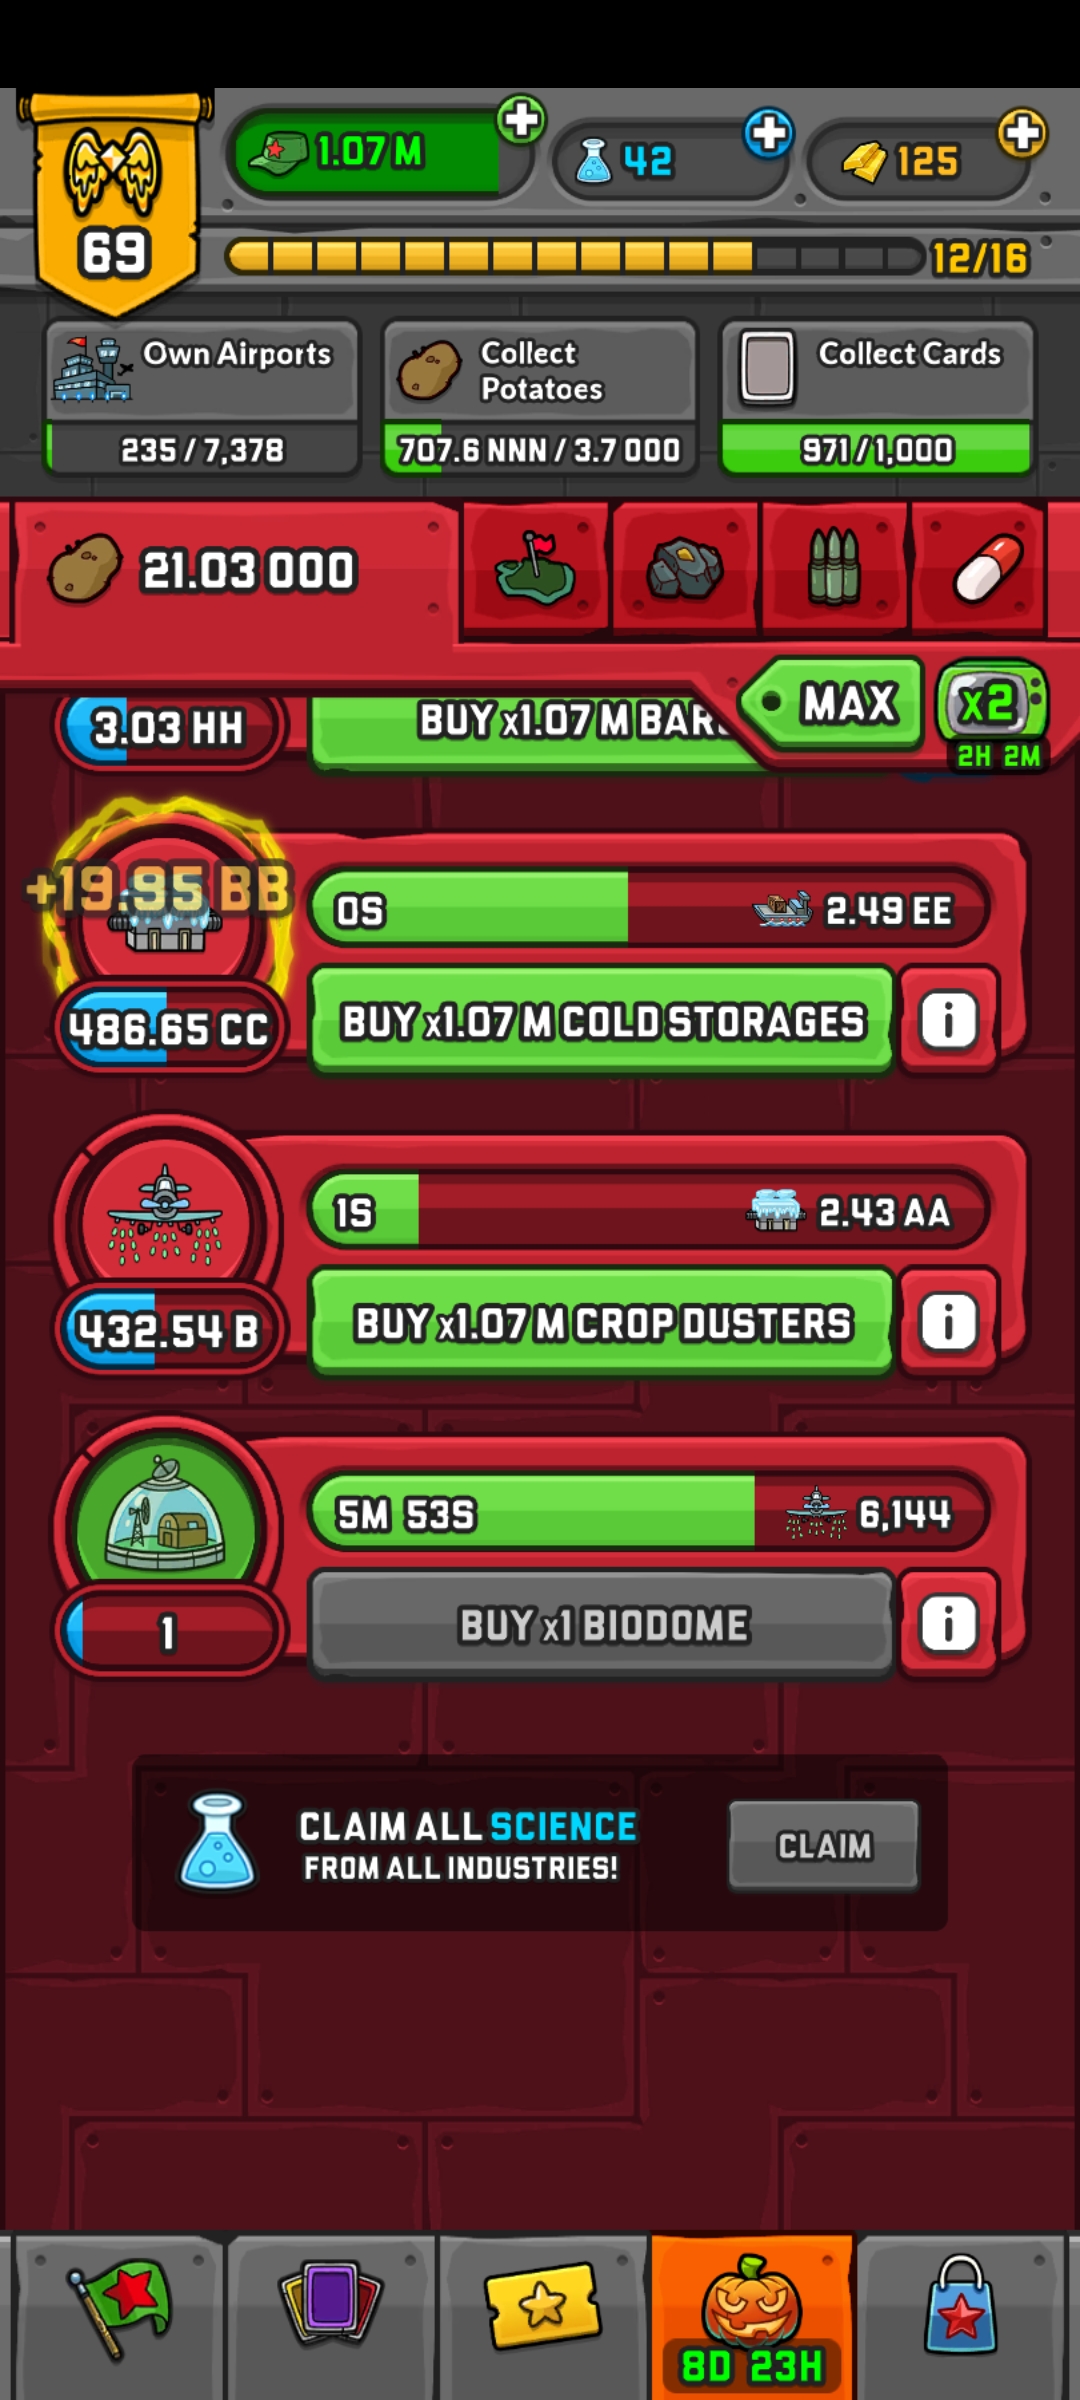 69
1.07 M
42
125
12/16
Own Airports
235 / 7,378
Collect
Potatoes
707.6 NNN / 3.7 OOO
Collect Cards
971 / 1,000
21.03 OOO
MAX
x2
2H 2M
3.03 HH
BUY x1.07 M BAR
+19.95 BB
0S
2.49 EE
486.65 CC
BUY x1.07 M COLD STORAGES
i
1S
2.43 AA
432.54 B
BUY x1.07 M CROP DUSTERS
i
5M 53S
6,144
1
BUY x1 BIODOME
i
CLAIM ALL SCIENCE
FROM ALL INDUSTRIES!
CLAIM
8D 23H